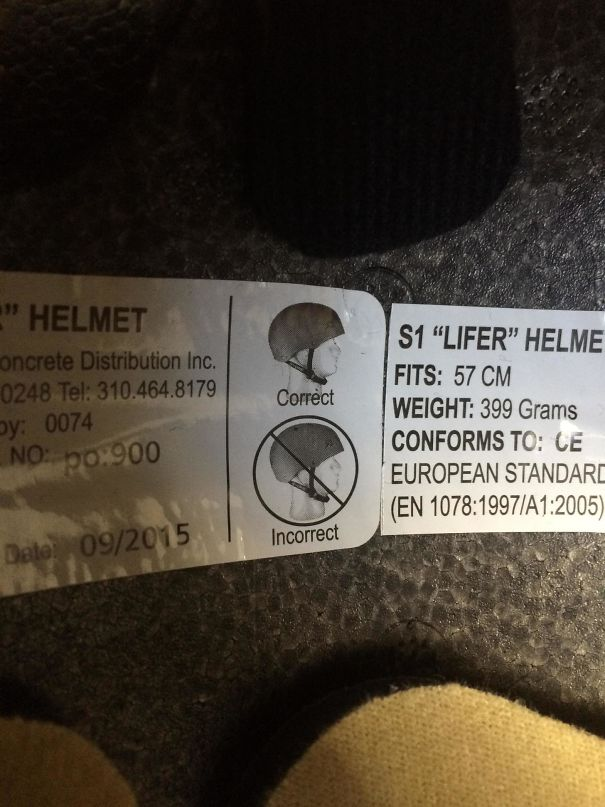 ” HELMET
oncrete Distribution Inc.
0248 Tel: 310.464.8179
by: 0074
. NO: po:900
Date: 09/2015
Correct
Incorrect
S1 “LIFER” HELME
FITS: 57 CM
WEIGHT: 399 Grams
CONFORMS TO: CE
EUROPEAN STANDARD
(EN 1078:1997/A1:2005)